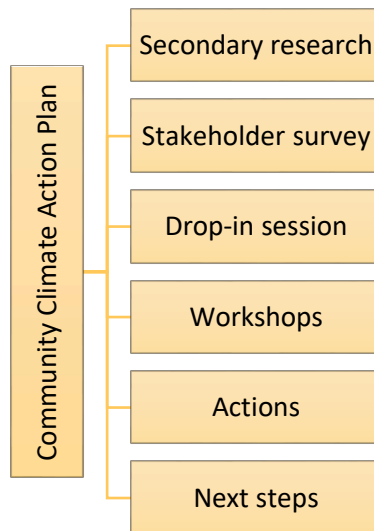 Community Climate Action Plan
Secondary research
Stakeholder survey
Drop-in session
Workshops
Actions
Next steps